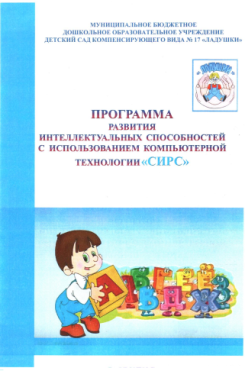 МУНИЦИПАЛЬНОЕ БЮДЖЕТНОЕ
ДОШКОЛЬНОЕ ОБРАЗОВАТЕЛЬНОЕ УЧРЕЖДЕНИЕ
ДЕТСКИЙ САД КОМПЕНСИРУЮЩЕГО ВИДА № 17 «ЛАДУШКИ»
ПРОГРАММА
РАЗВИТИЯ
ИНТЕЛЛЕКТУАЛЬНЫХ СПОСОБНОСТЕЙ
С ИСПОЛЬЗОВАНИЕМ КОМПЬЮТЕРНОЙ
ТЕХНОЛОГИИ «СИРС»